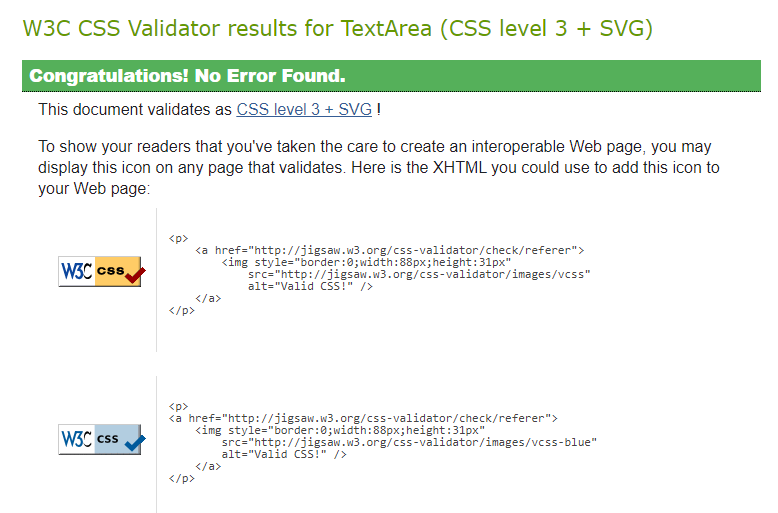 W3C CSS Validator results for TextArea (CSS level 3 + SVG)
Congratulations! No Error Found.
This document validates as CSS level 3 + SVG !
To show your readers that you've taken the care to create an interoperable Web page, you may
display this icon on any page that validates. Here is the XHTML you could use to add this icon to
your Web page:
W3C css
<p>
<a href="http://jigsaw.w3.org/css-validator/check/referer">
<img style="border:0;width:88px;height:31px"
src="http://jigsaw.w3.org/css-validator/images/vcss"
alt="Valid CSS!" />
</a>
</p>
W3C css
<p>
<a href="http://jigsaw.w3.org/css-validator/check/referer">
<img style="border:0;width:88px;height:31px"
src="http://jigsaw.w3.org/css-validator/images/vcss-blue"
alt="Valid CSS!" />
</a>
</p>